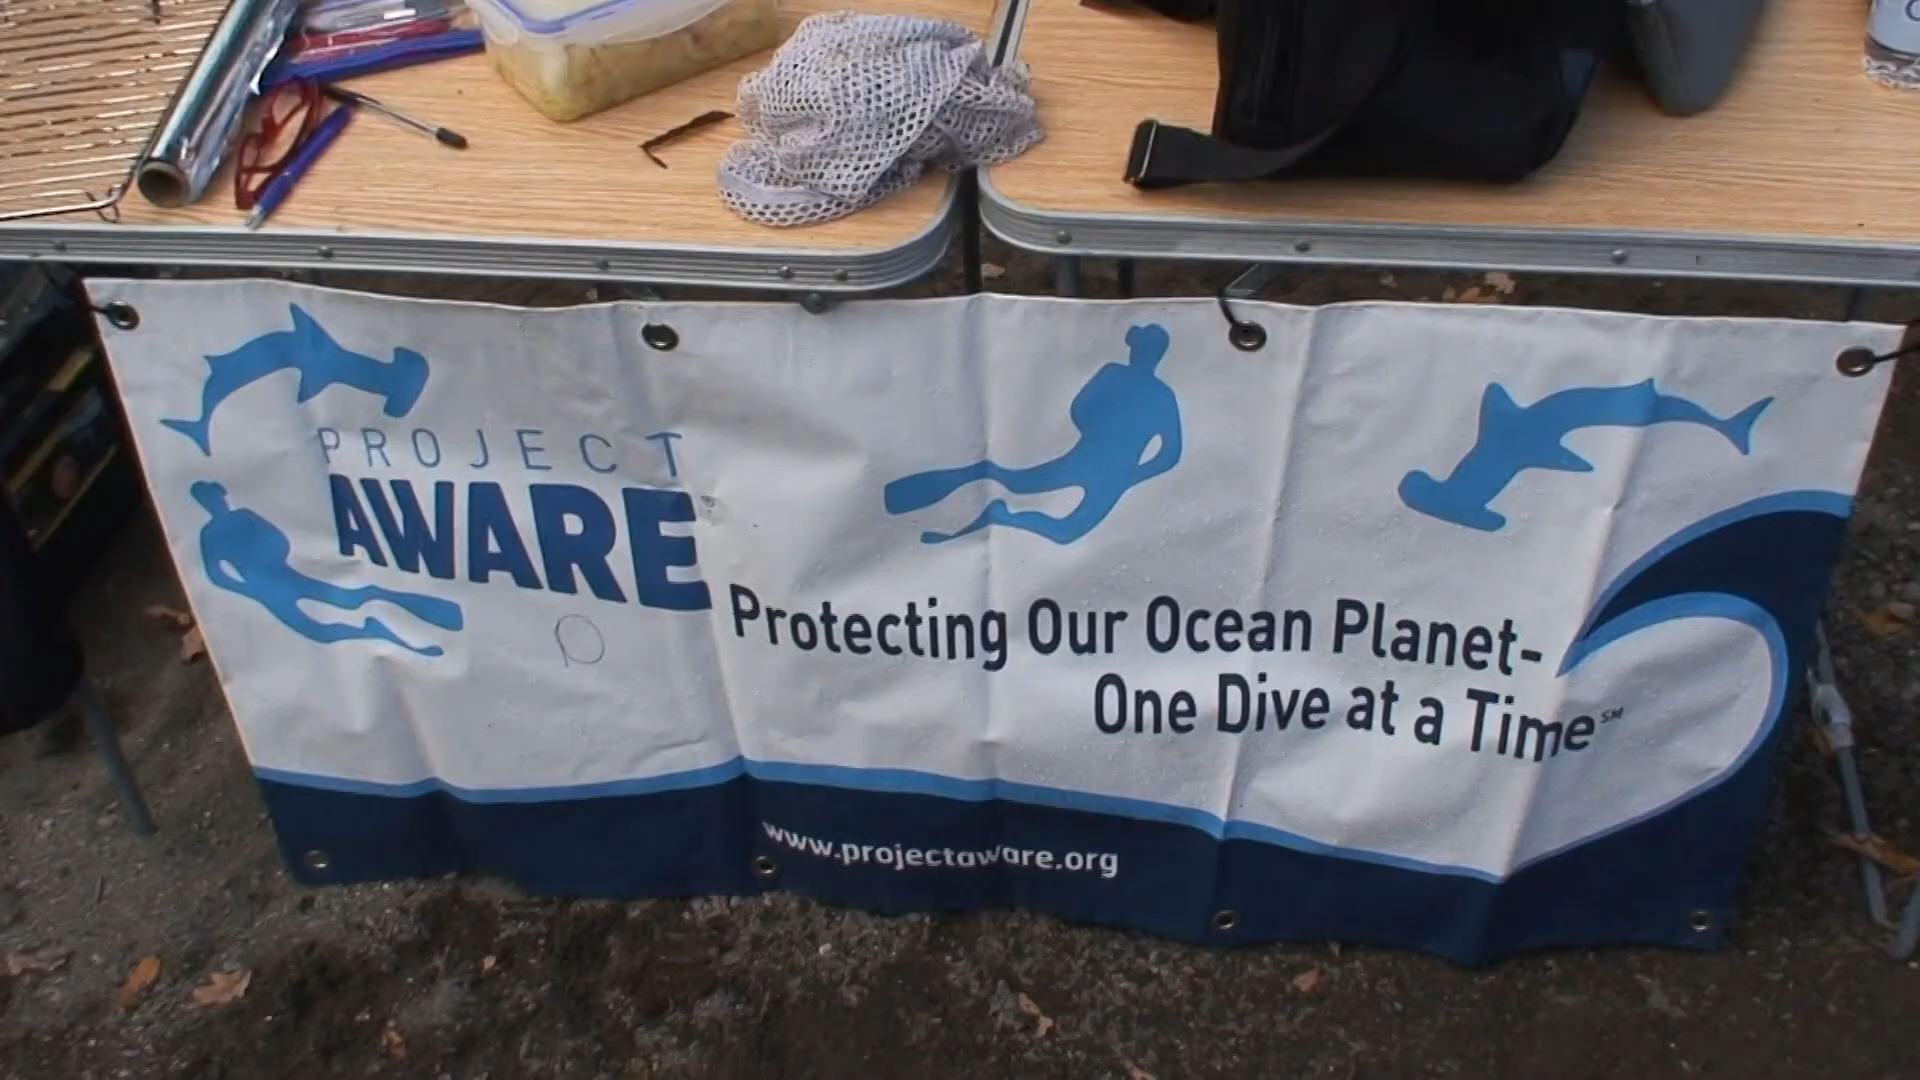 PROJECT
AWARE
Protecting Our Ocean Planet-
One Dive at a Time℠
www.projectaware.org